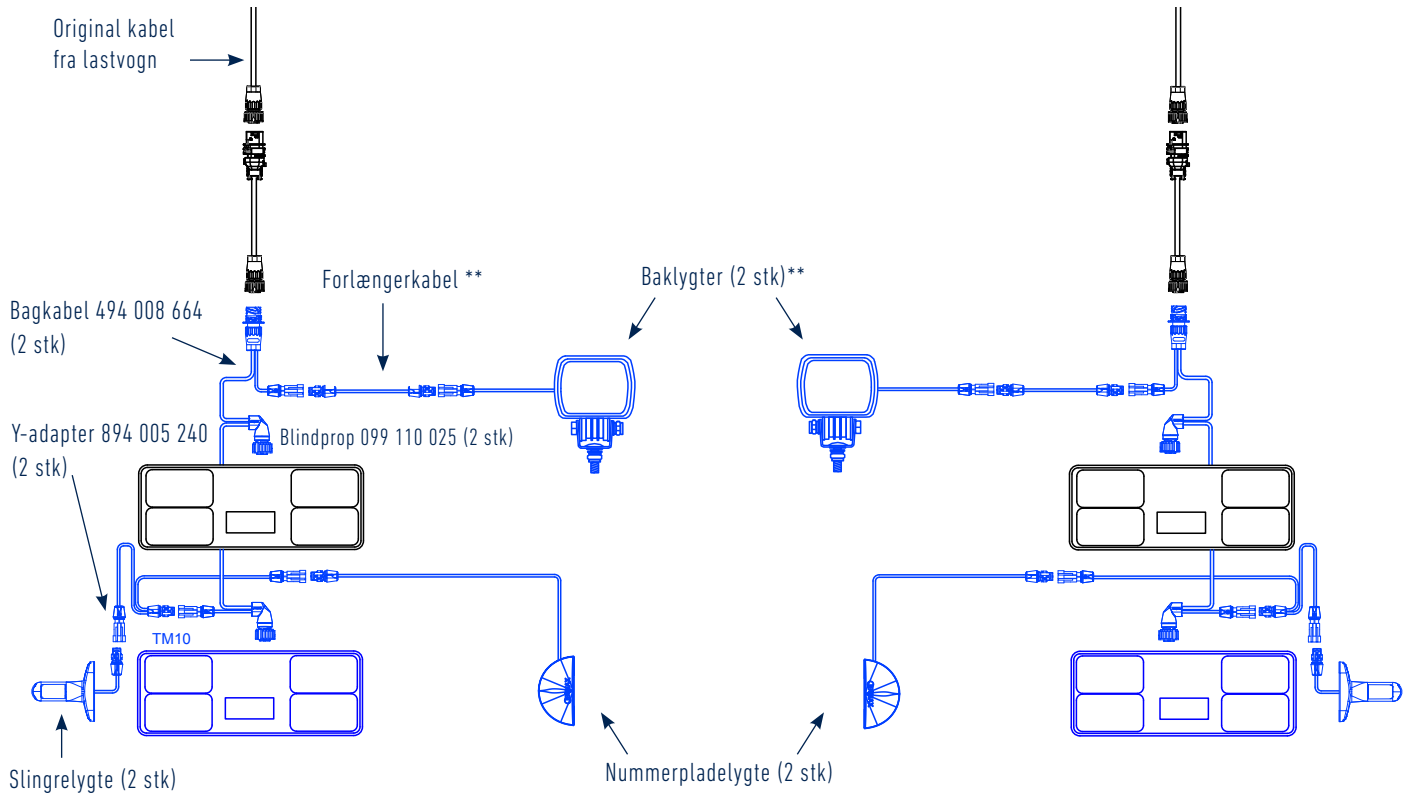 Original kabel
fra lastvogn
Forlængerkabel **
Baklygter (2 stk)**
Bagkabel 494 008 664
(2 stk)
Y-adapter 894 005 240
(2 stk)
Blindprop 099 110 025 (2 stk)
TM10
Slingrelygte (2 stk)
Nummerpladelygte (2 stk)